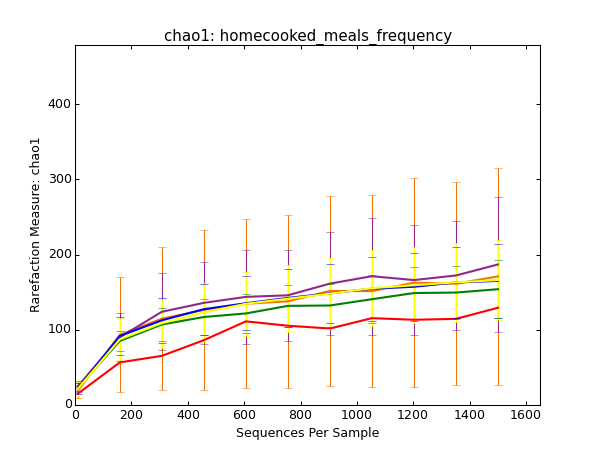 chao1: homecooked_meals_frequency
Rarefaction Measure: chao1
400
300
200
100
0
0 200 400 600 800 1000 1200 1400 1600
Sequences Per Sample